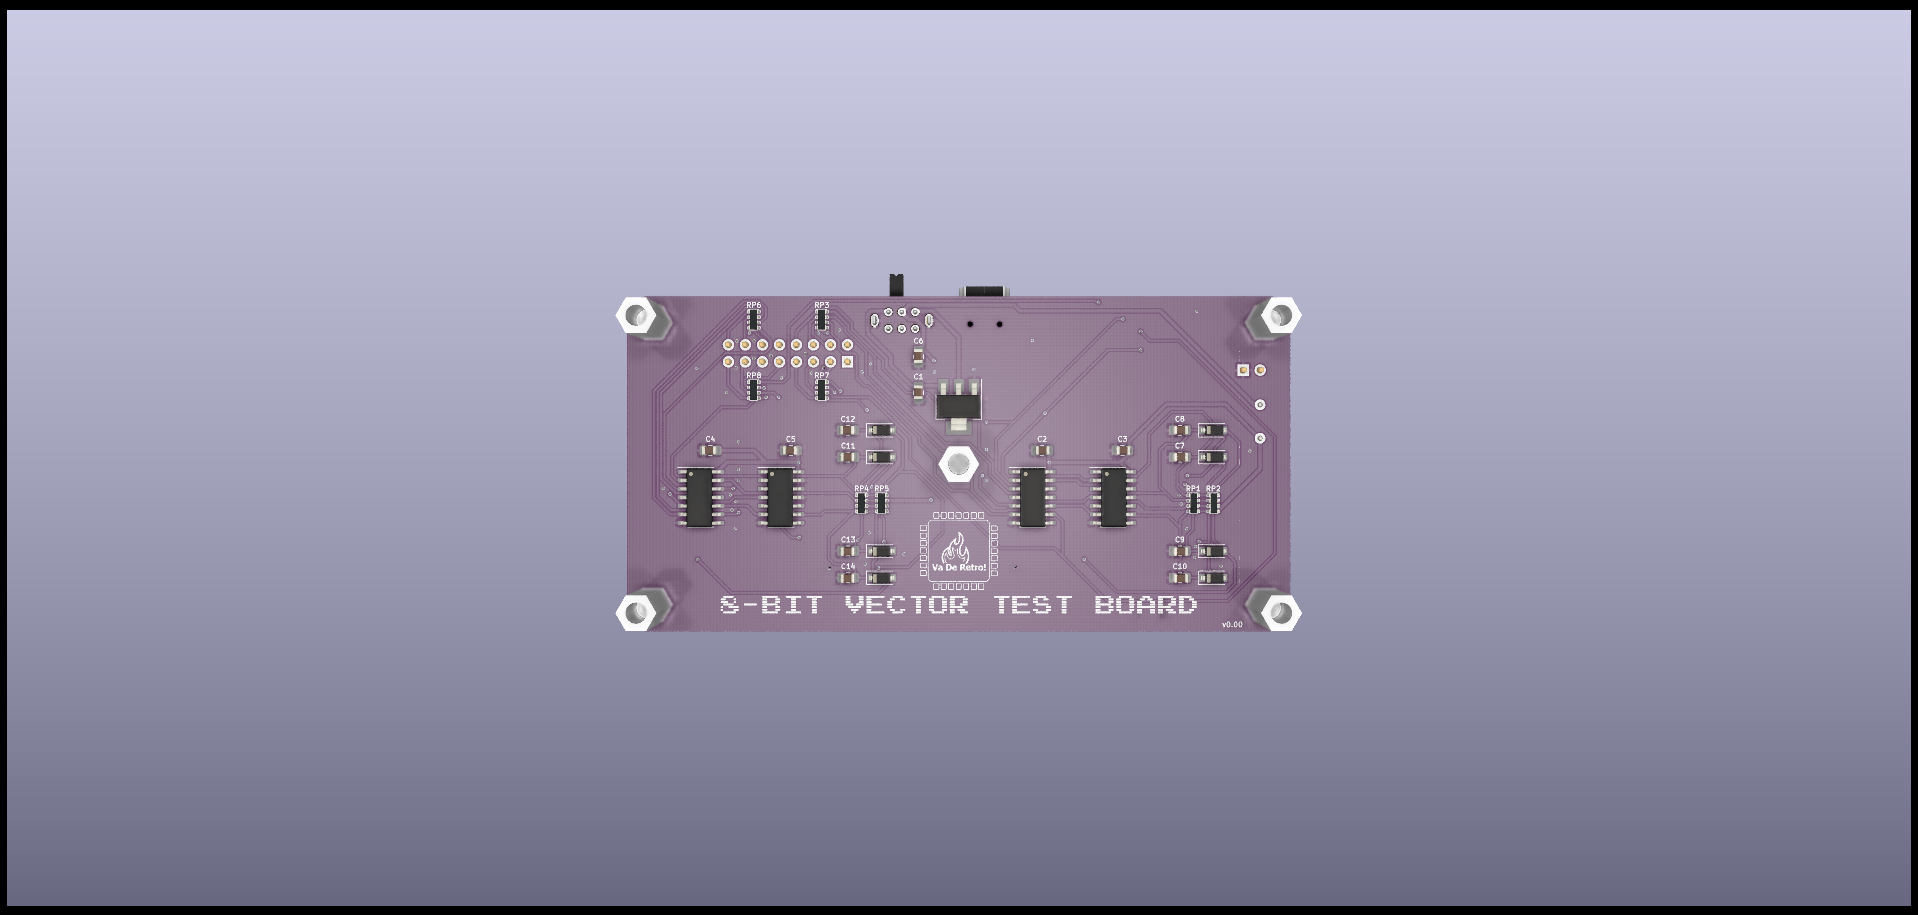 RP6 RP3
C6
RP8 RP7
C1
C12 C8
C4 C5 C2 C3
C11 C7
RP4 RP5 RP1 RP2
C13 C9
Va De Retro!
C14 C10
8-BIT VECTOR TEST BOARD
v0.00